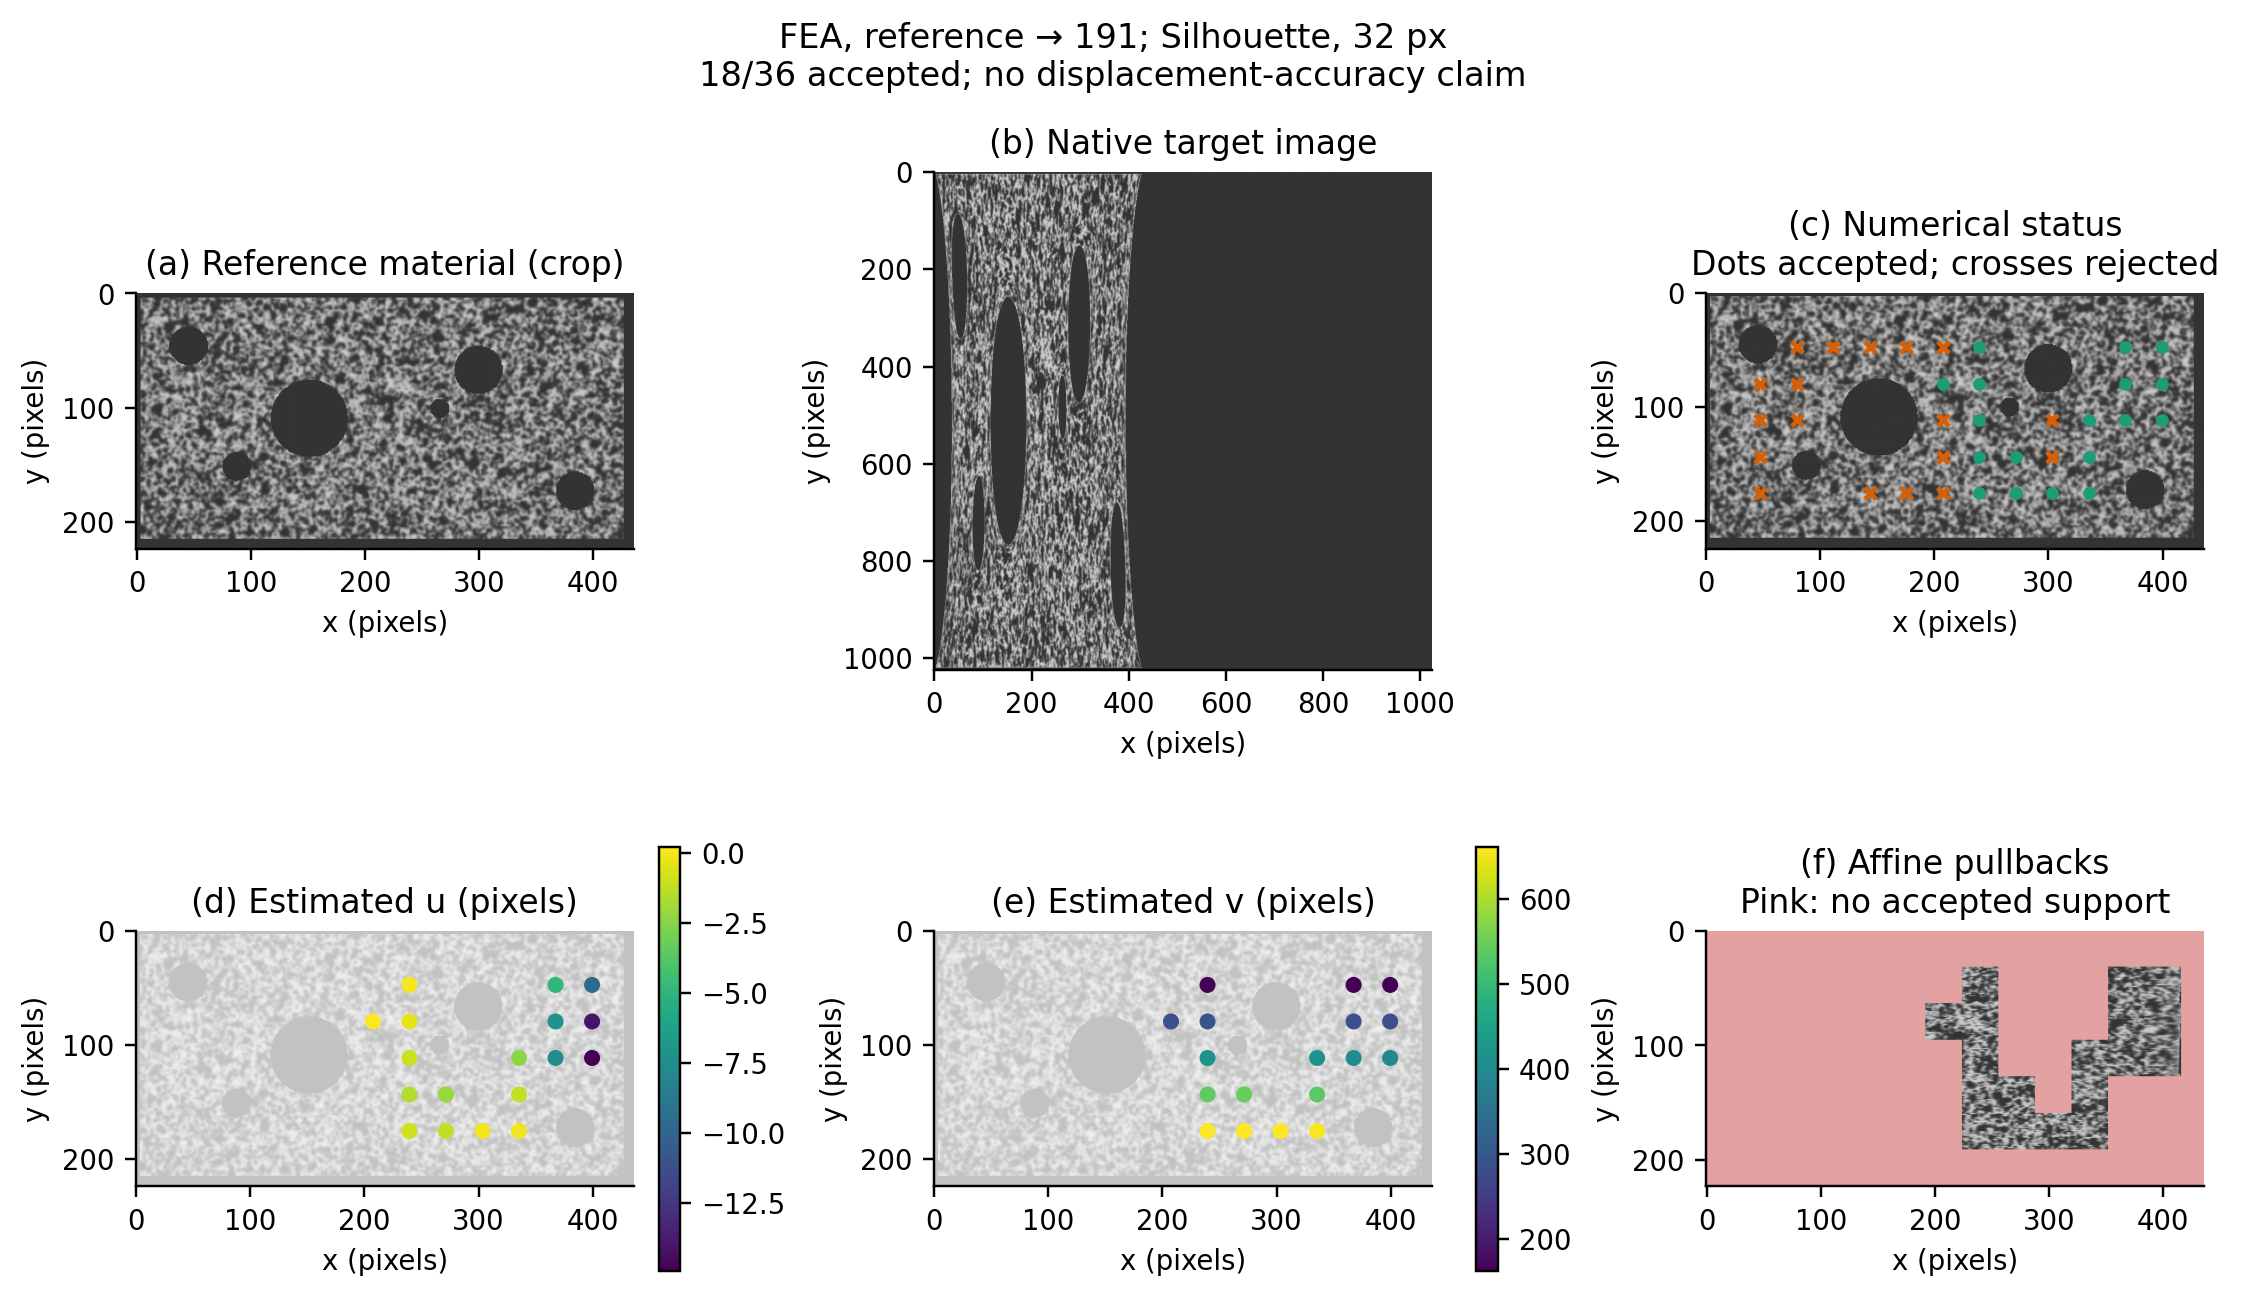 FEA, reference → 191; Silhouette, 32 px
18/36 accepted; no displacement-accuracy claim
(a) Reference material (crop)
0
100
200
y (pixels)
0 100 200 300 400
x (pixels)
(b) Native target image
0
200
400
600
800
1000
y (pixels)
0 200 400 600 800 1000
x (pixels)
(c) Numerical status
Dots accepted; crosses rejected
0
100
200
y (pixels)
0 100 200 300 400
x (pixels)
(d) Estimated u (pixels)
0
100
200
y (pixels)
0 100 200 300 400
x (pixels)
0.0
−2.5
−5.0
−7.5
−10.0
−12.5
(e) Estimated v (pixels)
0
100
200
y (pixels)
0 100 200 300 400
x (pixels)
600
500
400
300
200
(f) Affine pullbacks
Pink: no accepted support
0
100
200
y (pixels)
0 100 200 300 400
x (pixels)